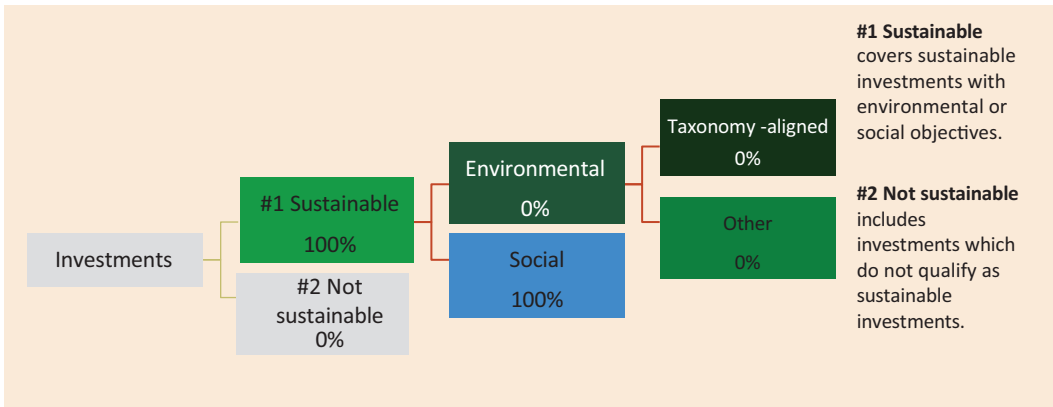 Investments
#1 Sustainable
100%
#2 Not
sustainable
0%
Environmental
0%
Social
100%
Taxonomy -aligned
0%
Other
0%
#1 Sustainable
covers sustainable
investments with
environmental or
social objectives.
#2 Not sustainable
includes
investments which
do not qualify as
sustainable
investments.